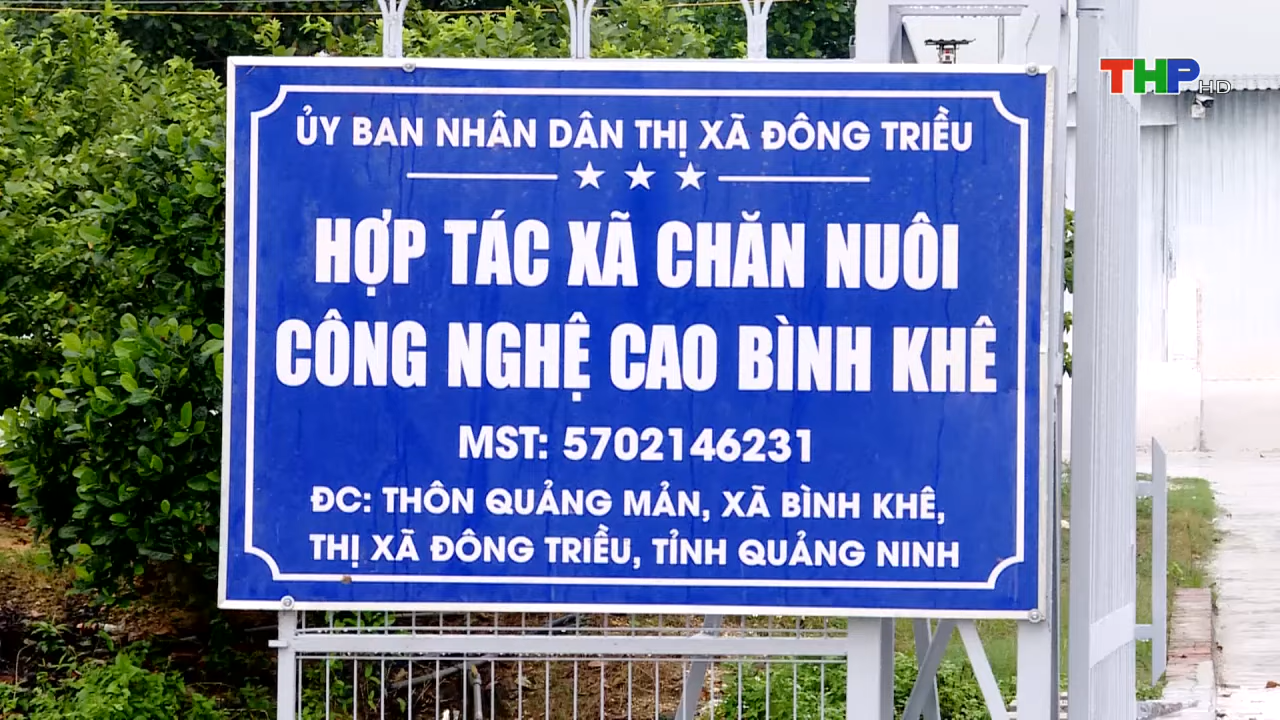 THP HD
ỦY BAN NHÂN DÂN THỊ XÃ ĐÔNG TRIỀU
HỢP TÁC XÃ CHĂN NUÔI
CÔNG NGHỆ CAO BÌNH KHÊ
MST: 5702146231
ĐC: THÔN QUẢNG MẢN, XÃ BÌNH KHÊ,
THỊ XÃ ĐÔNG TRIỀU, TỈNH QUẢNG NINH